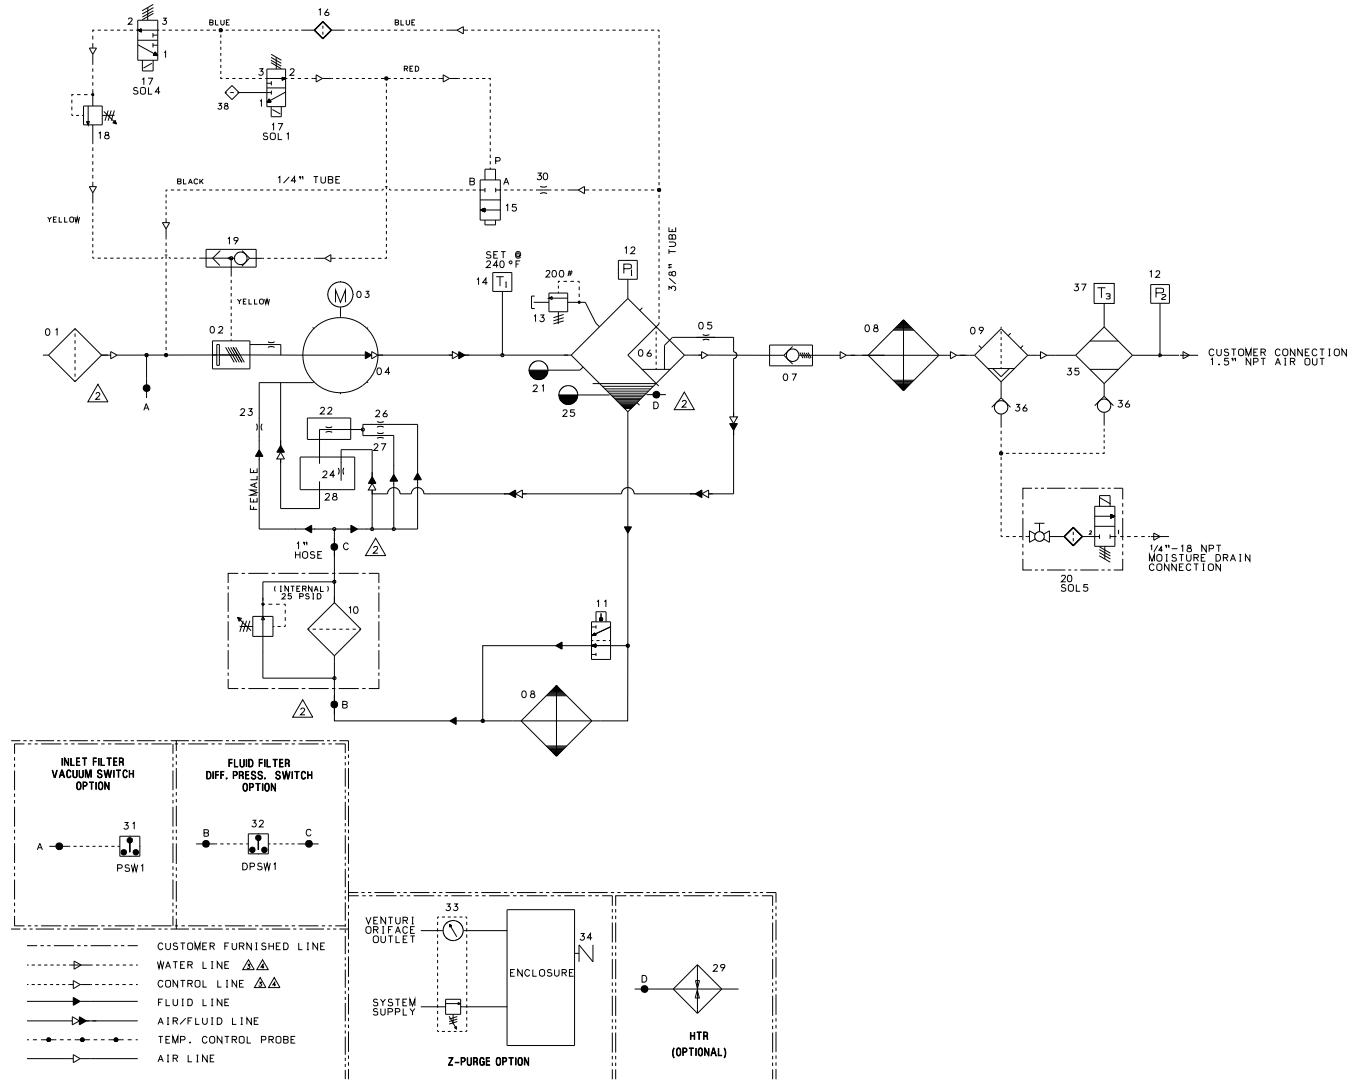 16
BLUE
BLUE
2
3
1
17
SOL4
RED
3
2
1
38
17
SOL1
18
P
B
A
30
15
BLACK
1/4" TUBE
YELLOW
19
3/8" TUBE
SET @
240°F
14
T1
12
P1
200#
13
YELLOW
03
M
01
02
04
05
06
07
08
09
37
T3
12
P2
35
CUSTOMER CONNECTION
1.5" NPT AIR OUT
2
A
21
25
D
2
36
36
23
22
26
27
24
28
FEMALE
1"
HOSE
C
2
2
1
1/4"-18 NPT
MOISTURE DRAIN
CONNECTION
20
SOL5
(INTERNAL)
25 PSID
10
11
2
B
08
INLET FILTER
VACUUM SWITCH
OPTION
31
A
PSW1
FLUID FILTER
DIFF. PRESS. SWITCH
OPTION
32
B
C
DPSW1
CUSTOMER FURNISHED LINE
WATER LINE 3 4
CONTROL LINE 3 4
FLUID LINE
AIR/FLUID LINE
TEMP. CONTROL PROBE
AIR LINE
33
VENTURI
ORIFACE
OUTLET
34
ENCLOSURE
SYSTEM
SUPPLY
Z-PURGE OPTION
D
29
HTR
(OPTIONAL)